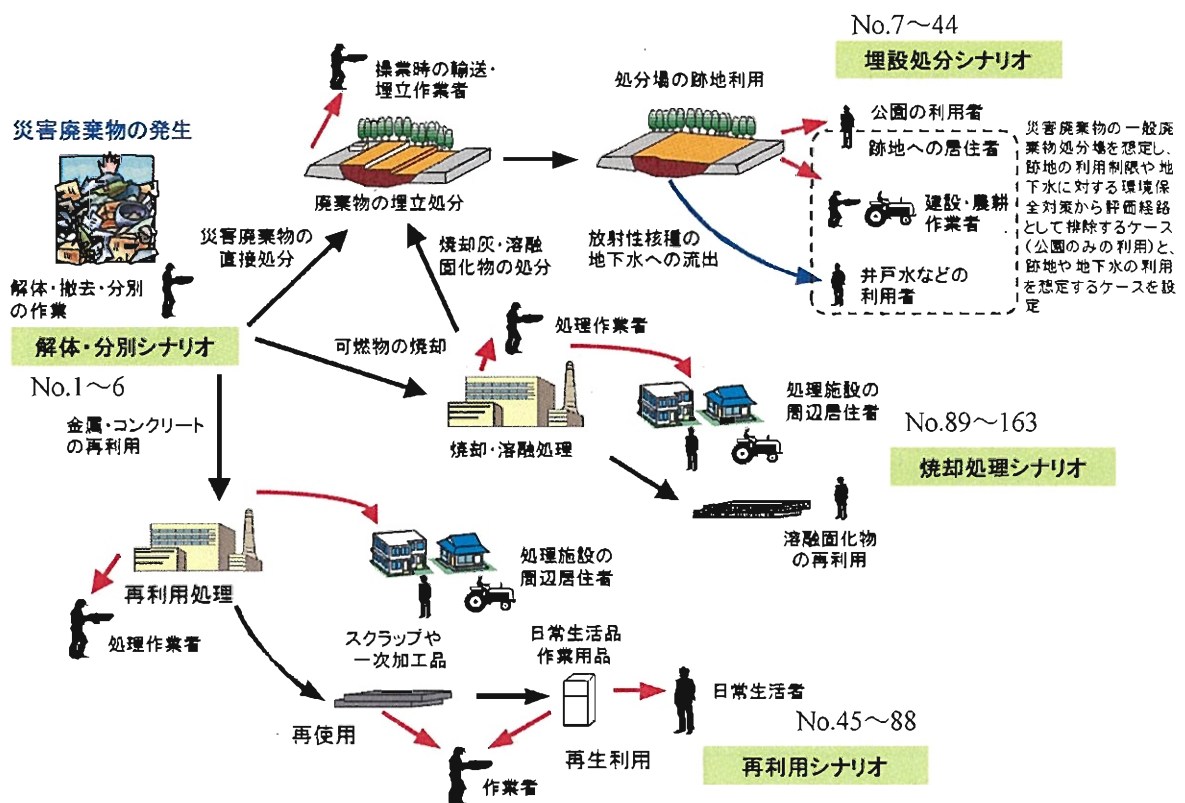 No.7～44
埋設処分シナリオ
操業時の輸送・
埋立作業者
処分場の跡地利用
災害廃棄物の発生
公園の利用者
跡地への居住者
建設・農耕
作業者
井戸水などの
利用者
災害廃棄物の一般廃
棄物処分場を想定し、
跡地の利用制限や地
下水に対する環境保
全対策から評価経路
として排除するケース
（公園のみの利用）と、
跡地や地下水の利用
を想定するケースを設
定
廃棄物の埋立処分
災害廃棄物の
直接処分
焼却灰・溶融
固化物の処分
放射性核種の
地下水への流出
解体・撤去・分別
の作業
解体・分別シナリオ
No.1～6
可燃物の焼却
処理作業者
処理施設の
周辺居住者
No.89～163
焼却処理シナリオ
焼却・溶融処理
溶融固化物
の再利用
金属・コンクリート
の再利用
処理施設の
周辺居住者
再利用処理
処理作業者
スクラップや
一次加工品
日常生活品
作業用品
日常生活者
No.45～88
再使用
再生利用
再利用シナリオ
作業者